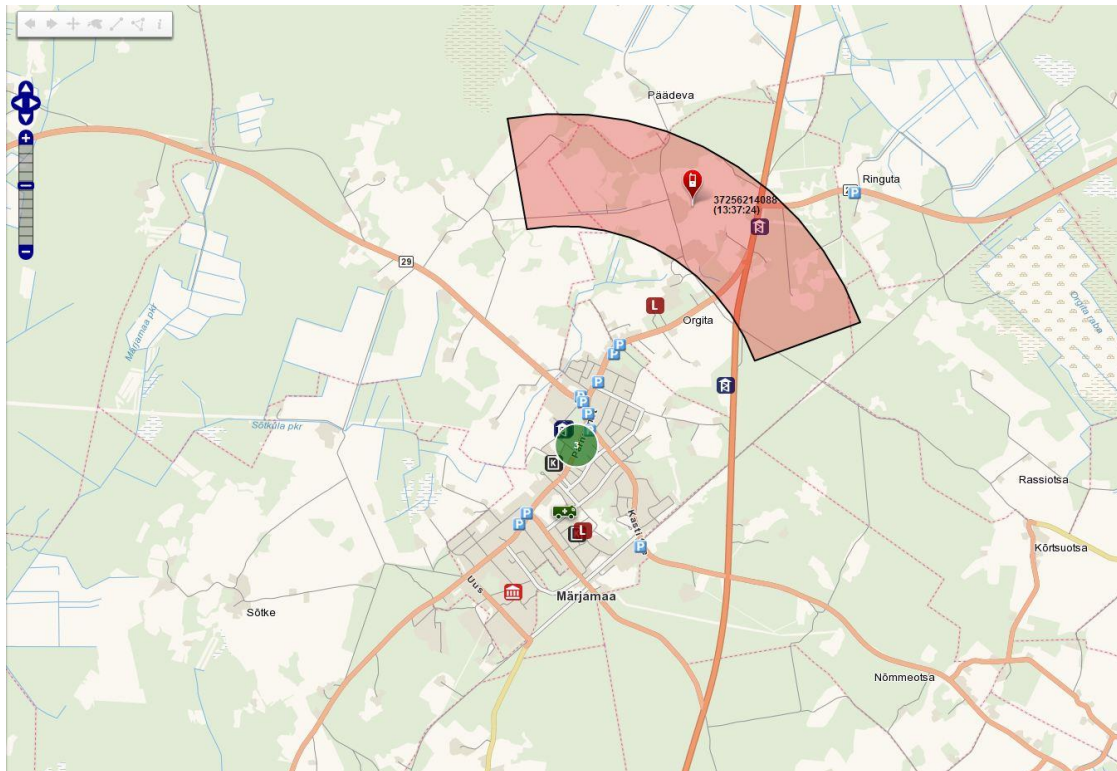 Päädeva
Ringuta
37256214088
(13:37:24)
29
L
Orgita
Orgita raba
Märjamaa pkr
Sõtküla pkr
K
Rassiotsa
Kasti
L
Kõrtsuotsa
Uus
Märjamaa
Sõtke
Nõmmeotsa
P
P
P
P
P
P
P
P
P
P
i